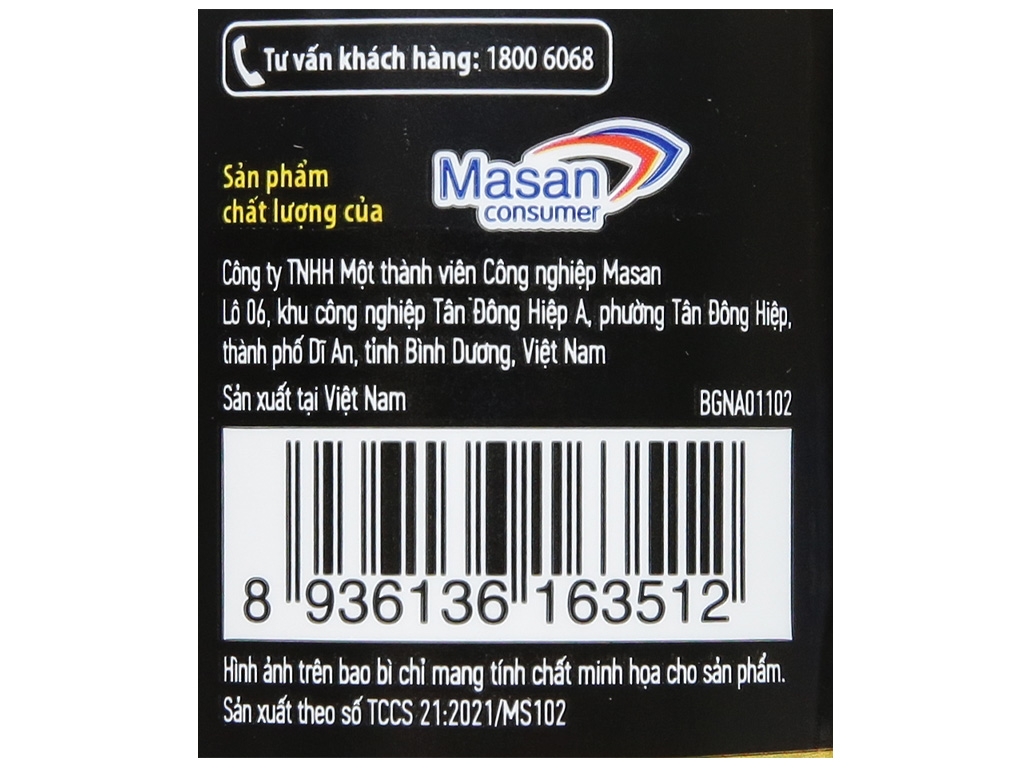 Tư vấn khách hàng: 1800 6068
Sản phẩm
chất lượng của
Masan
consumer
Công ty TNHH Một thành viên Công nghiệp Masan
Lô 06, khu công nghiệp Tân Đông Hiệp A, phường Tân Đông Hiệp,
thành phố Dĩ An, tỉnh Bình Dương, Việt Nam
Sản xuất tại Việt Nam
BGNA01102
8 936136 163512
Hình ảnh trên bao bì chỉ mang tính chất minh họa cho sản phẩm.
Sản xuất theo số TCCS 21:2021/MS102